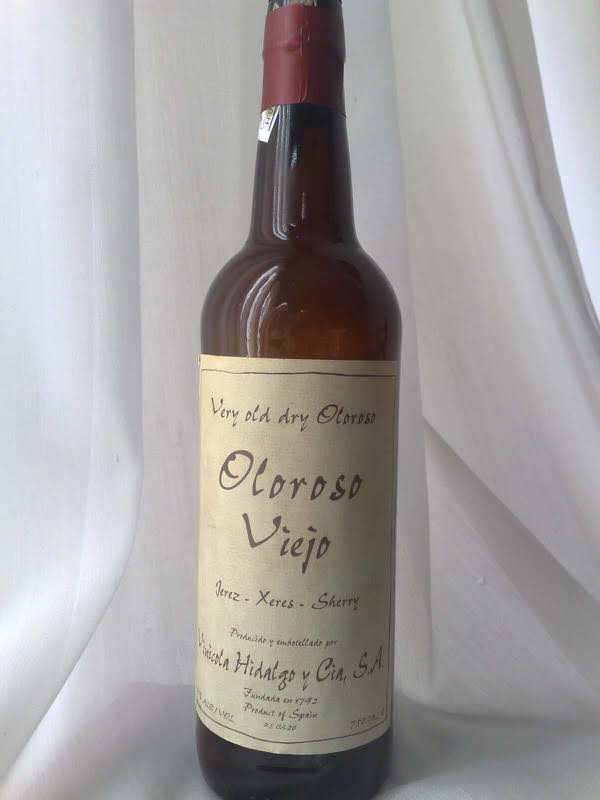 Very old dry Oloroso
Oloroso
Viejo
Jerez - Xeres - Sherry
Producido y embotellado por
Vinicola Hidalgo y Cia, S.A.
Fundada en 1792
Product of Spain